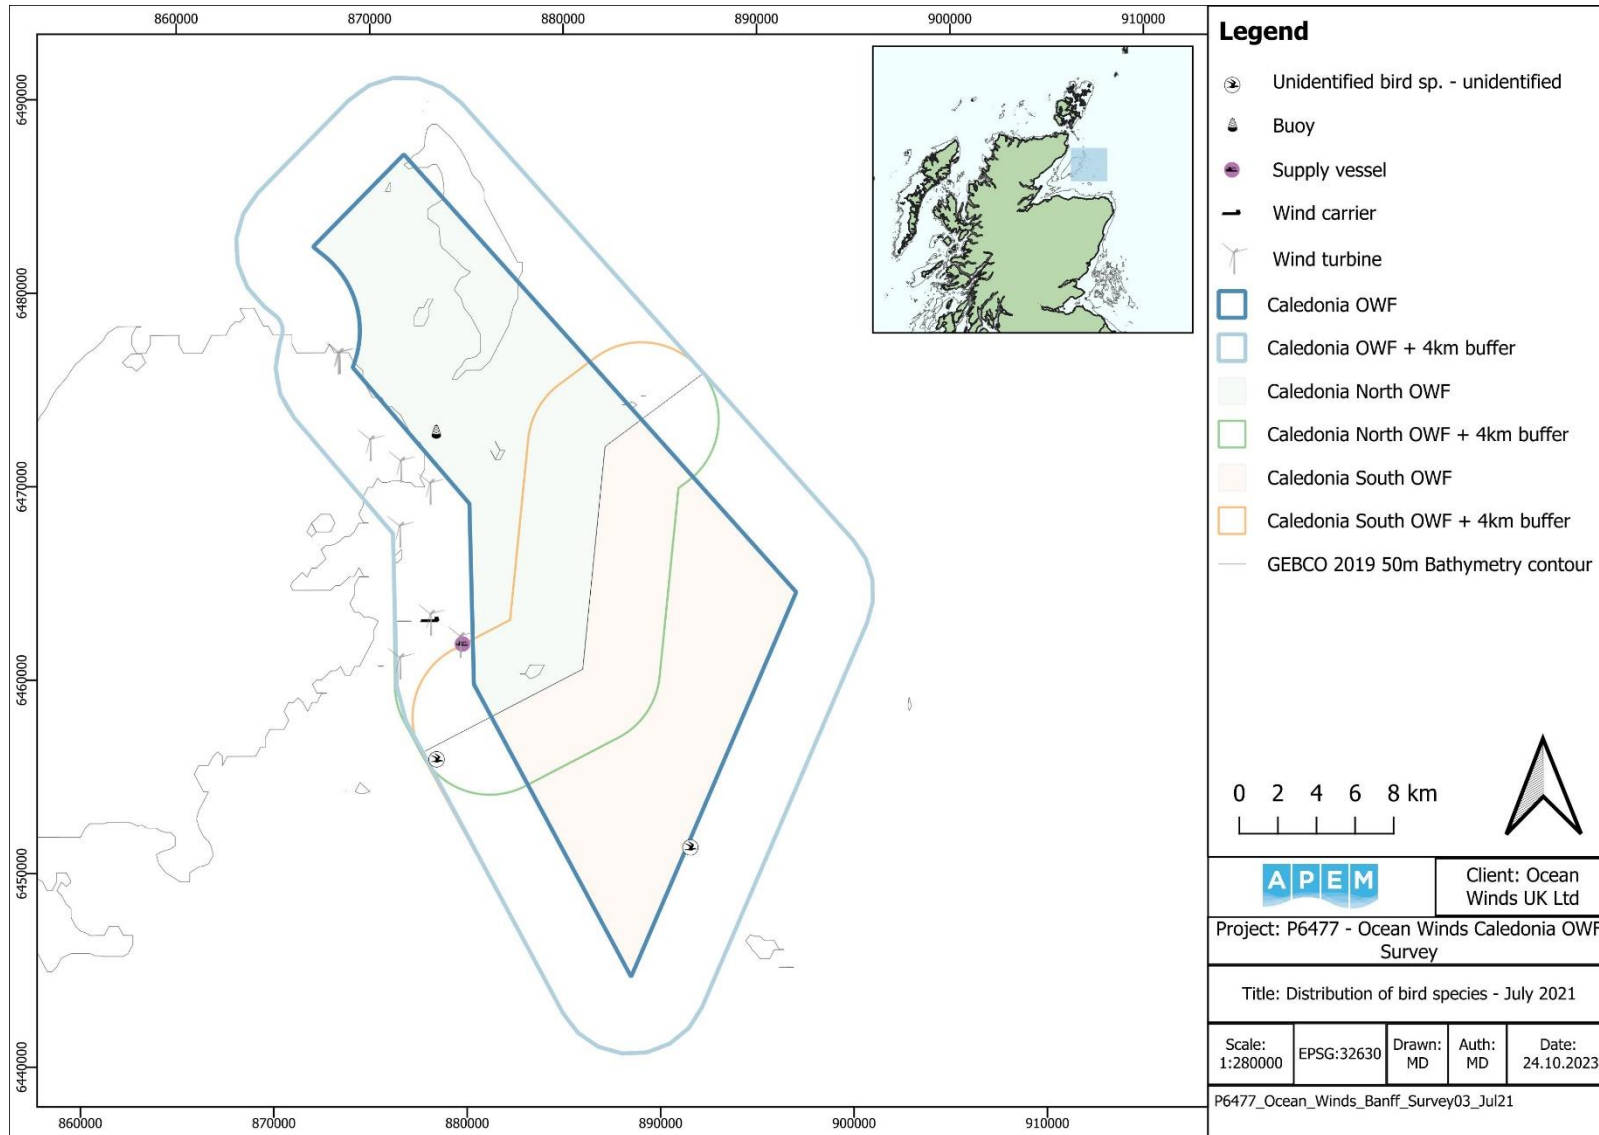 860000 870000 880000 890000 900000 910000
6490000
6480000
6470000
6460000
6450000
6440000
860000 870000 880000 890000 900000 910000
Legend
Unidentified bird sp. - unidentified
Buoy
Supply vessel
Wind carrier
Wind turbine
Caledonia OWF
Caledonia OWF + 4km buffer
Caledonia North OWF
Caledonia North OWF + 4km buffer
Caledonia South OWF
Caledonia South OWF + 4km buffer
GEBCO 2019 50m Bathymetry contour
0 2 4 6 8 km
APEM
Client: Ocean
Winds UK Ltd
Project: P6477 - Ocean Winds Caledonia OWF
Survey
Title: Distribution of bird species - July 2021
Scale:
1:280000
EPSG:32630
Drawn:
MD
Auth:
MD
Date:
24.10.2023
P6477_Ocean_Winds_Banff_Survey03_Jul21